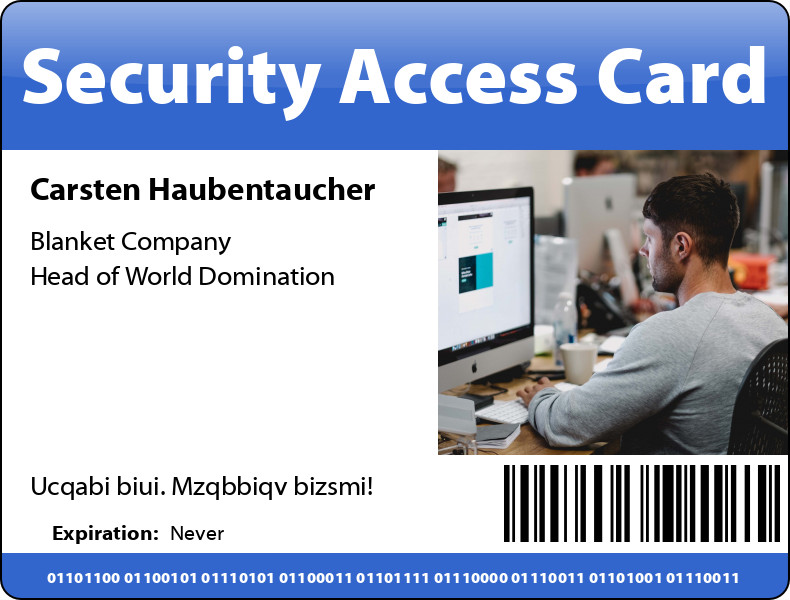 Security Access Card
Carsten Haubentaucher
Blanket Company
Head of World Domination
Ucqabi biui. Mzqbbiqv bizsmi!
Expiration: Never
01101100 01100101 01110101 01100011 01101111 01110000 01110011 01101001 01110011